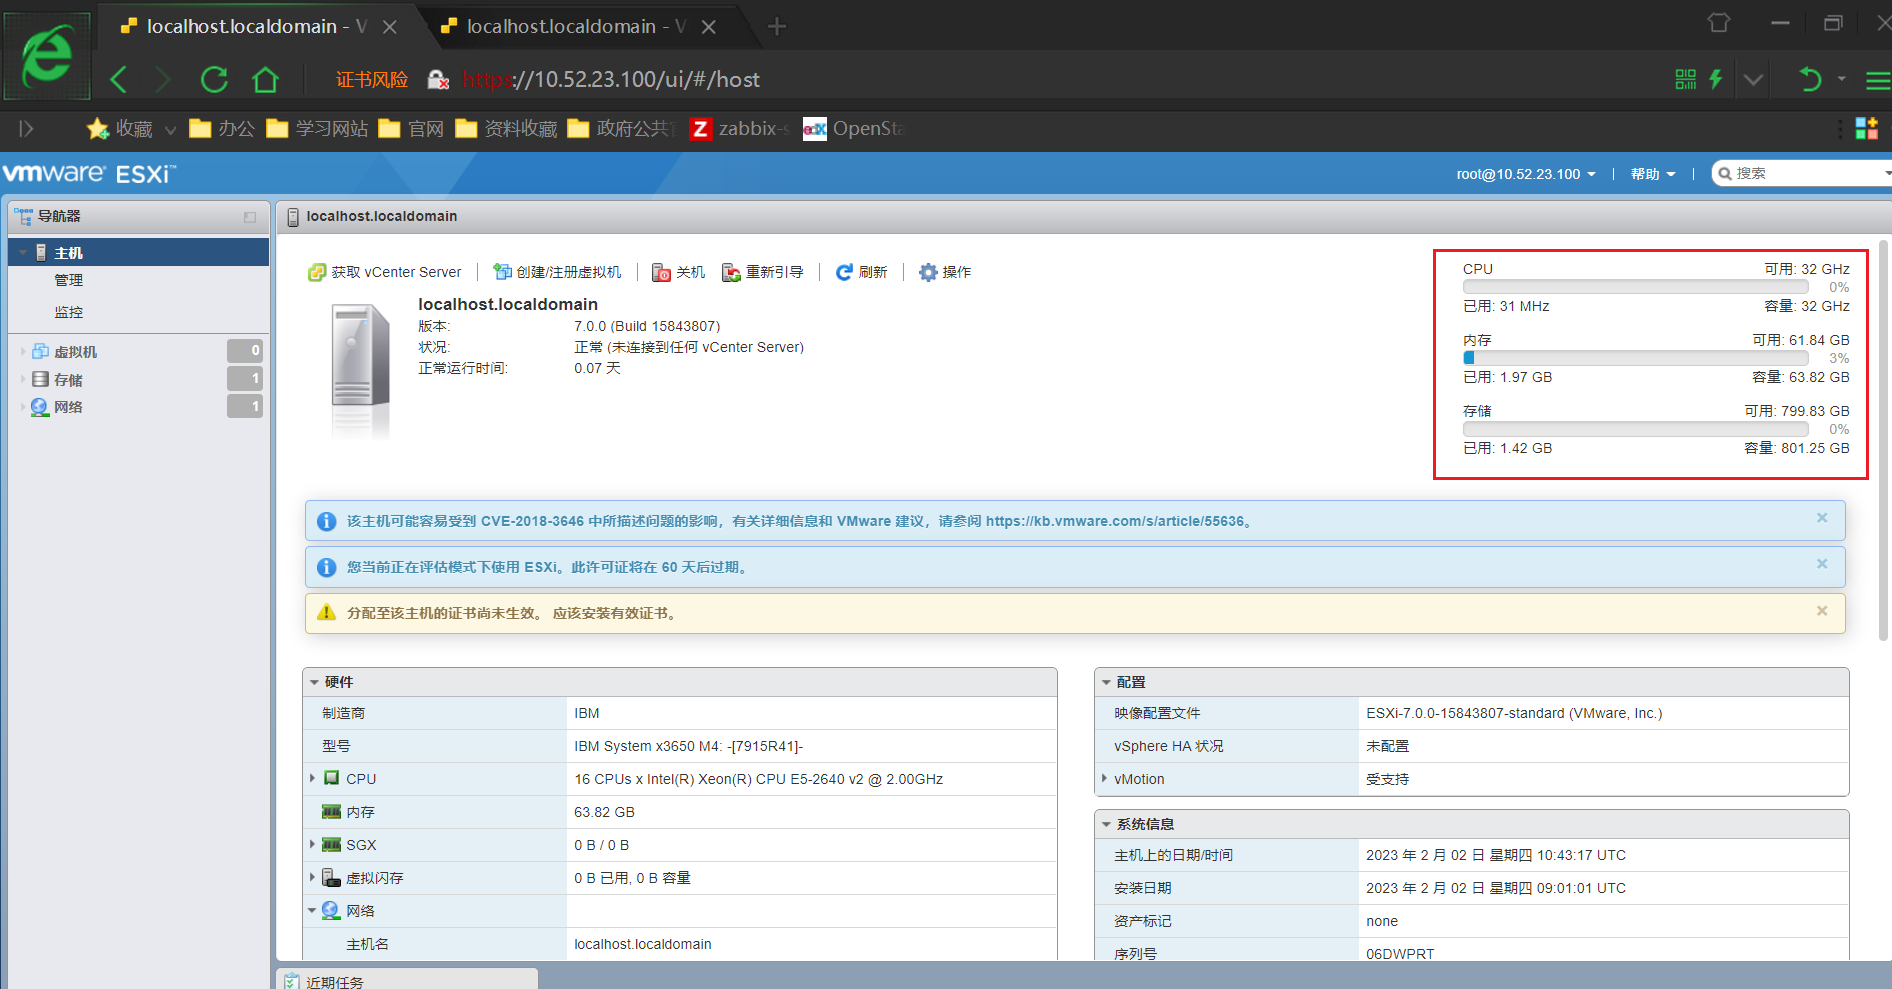 localhost.localdomain - V
localhost.localdomain - V
证书风险 https://10.52.23.100/ui/#/host
收藏 办公 学习网站 官网 资料收藏 政府公共 zabbix-s OpenSta
vmware ESXi™
root@10.52.23.100 | 帮助 | 搜索
导航器
主机
管理
监控
虚拟机 0
存储 1
网络 1
localhost.localdomain
获取 vCenter Server | 创建/注册虚拟机 | 关机 重新引导 | 刷新 | 操作
localhost.localdomain
版本: 7.0.0 (Build 15843807)
状况: 正常 (未连接到任何 vCenter Server)
正常运行时间: 0.07 天
CPU 可用: 32 GHz
0%
已用: 31 MHz 容量: 32 GHz
内存 可用: 61.84 GB
3%
已用: 1.97 GB 容量: 63.82 GB
存储 可用: 799.83 GB
0%
已用: 1.42 GB 容量: 801.25 GB
该主机可能容易受到 CVE-2018-3646 中所描述问题的影响，有关详细信息和 VMware 建议，请参阅 https://kb.vmware.com/s/article/55636。
您当前正在评估模式下使用 ESXi。此许可证将在 60 天后过期。
分配至该主机的证书尚未生效。 应该安装有效证书。
硬件
制造商 IBM
型号 IBM System x3650 M4: -[7915R41]-
CPU 16 CPUs x Intel(R) Xeon(R) CPU E5-2640 v2 @ 2.00GHz
内存 63.82 GB
SGX 0 B / 0 B
虚拟闪存 0 B 已用, 0 B 容量
网络
主机名 localhost.localdomain
配置
映像配置文件 ESXi-7.0.0-15843807-standard (VMware, Inc.)
vSphere HA 状况 未配置
vMotion 受支持
系统信息
主机上的日期/时间 2023 年 2 月 02 日 星期四 10:43:17 UTC
安装日期 2023 年 2 月 02 日 星期四 09:01:01 UTC
资产标记 none
序列号 06DWPRT
近期任务